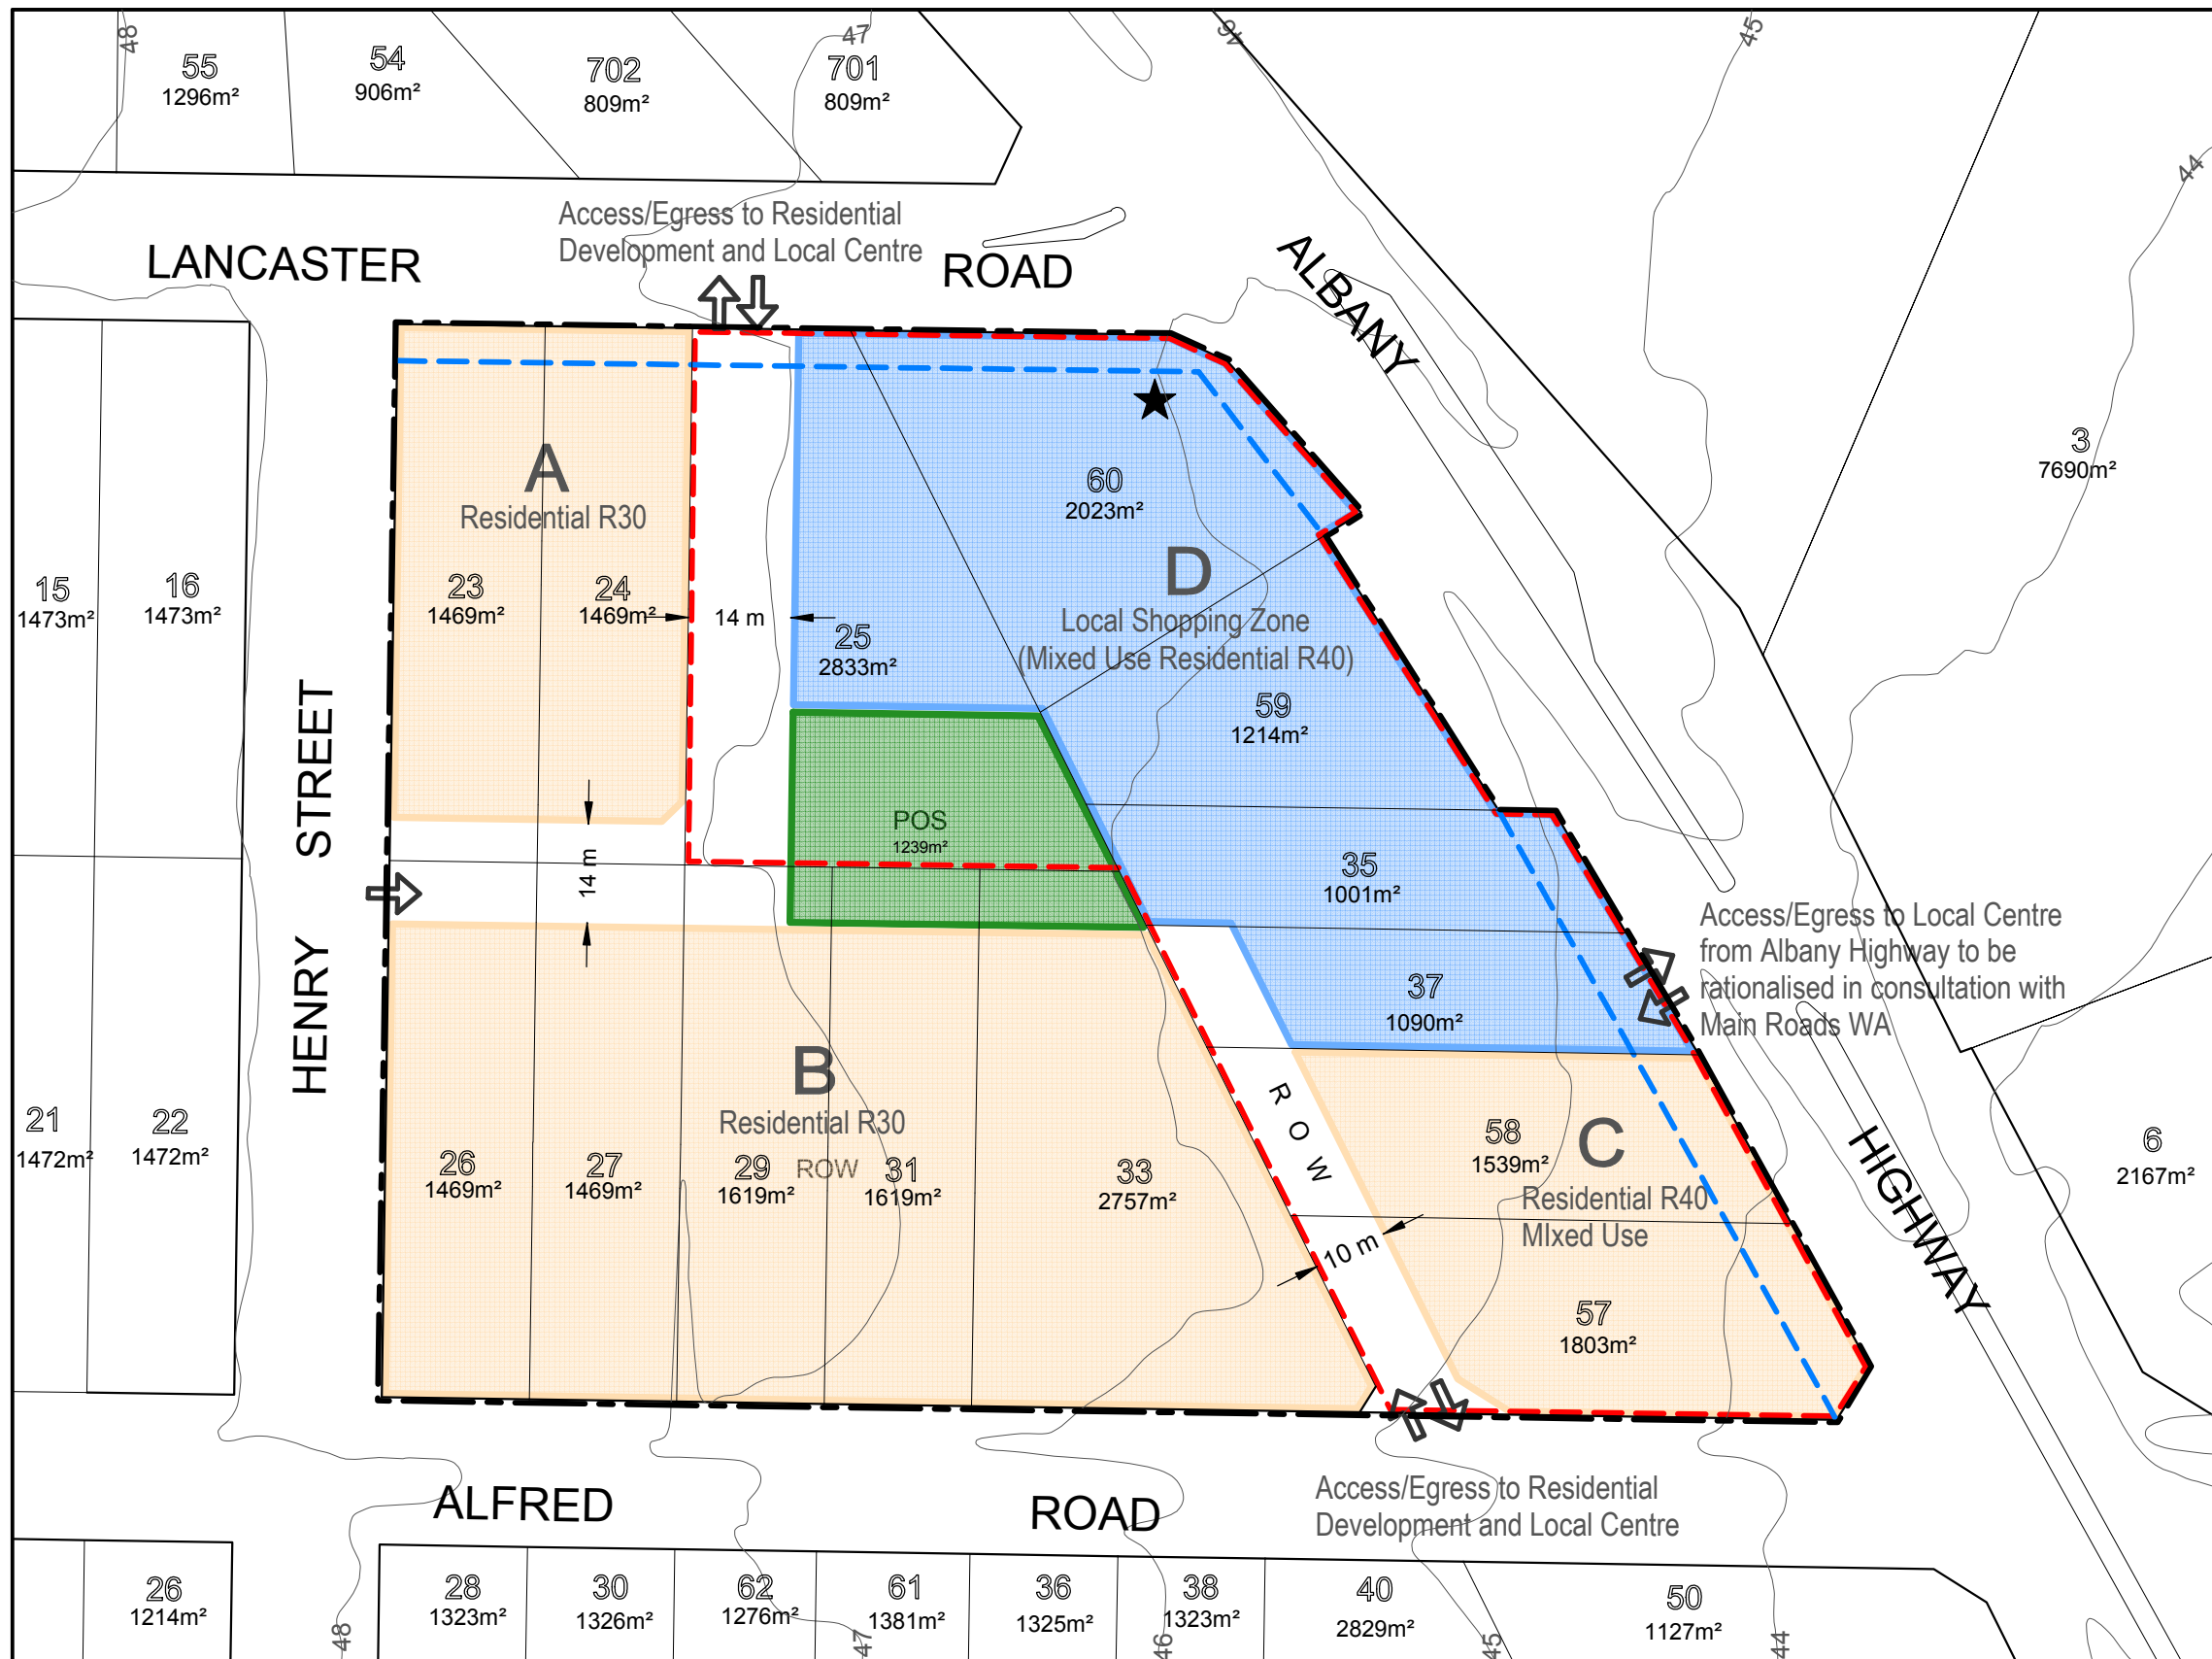 48
47
46
45
44
55
1296m²
54
906m²
702
809m²
701
809m²
Access/Egress to Residential
Development and Local Centre
LANCASTER
ROAD
ALBANY
3
7690m²
A
Residential R30
23
1469m²
24
1469m²
14 m
25
2833m²
60
2023m²
D
Local Shopping Zone
(Mixed Use Residential R40)
59
1214m²
15
1473m²
16
1473m²
HENRY STREET
14 m
POS
1239m²
35
1001m²
37
1090m²
Access/Egress to Local Centre
from Albany Highway to be
rationalised in consultation with
Main Roads WA
21
1472m²
22
1472m²
B
Residential R30
ROW
26
1469m²
27
1469m²
29
1619m²
31
1619m²
33
2757m²
R O W
10 m
58
1539m²
C
Residential R40
MIxed Use
57
1803m²
HIGHWAY
6
2167m²
ALFRED
ROAD
Access/Egress to Residential
Development and Local Centre
26
1214m²
28
1323m²
30
1326m²
62
1276m²
61
1381m²
36
1325m²
38
1323m²
40
2829m²
50
1127m²
48
47
46
45
44